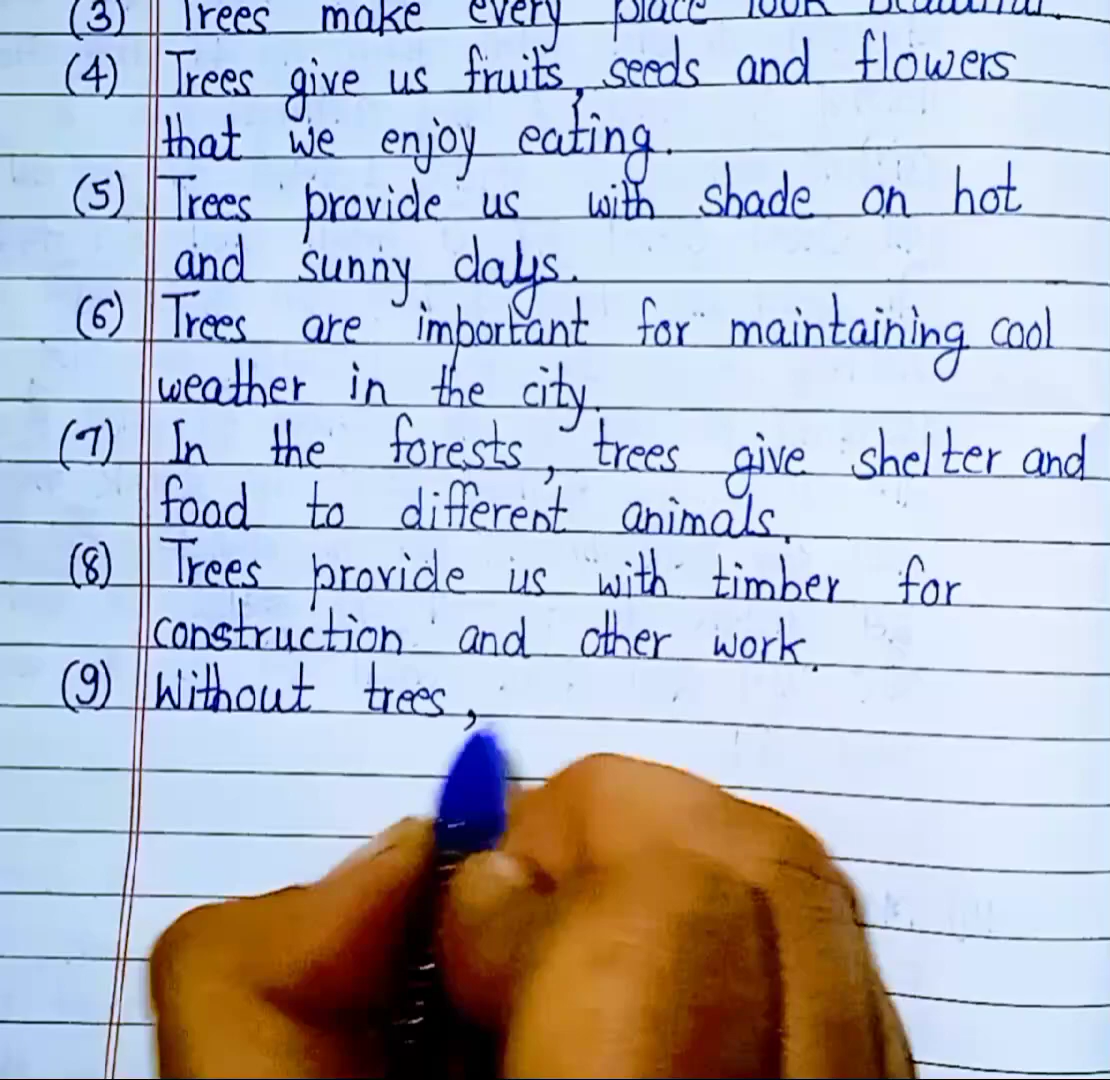 (3) Trees make every place look beautiful.
(4) Trees give us fruits, seeds and flowers
that we enjoy eating.
(5) Trees provide us with shade on hot
and sunny days.
(6) Trees are important for maintaining cool
weather in the city.
(7) In the forests, trees give shelter and
food to different animals.
(8) Trees provide us with timber for
construction and other work.
(9) Without trees,